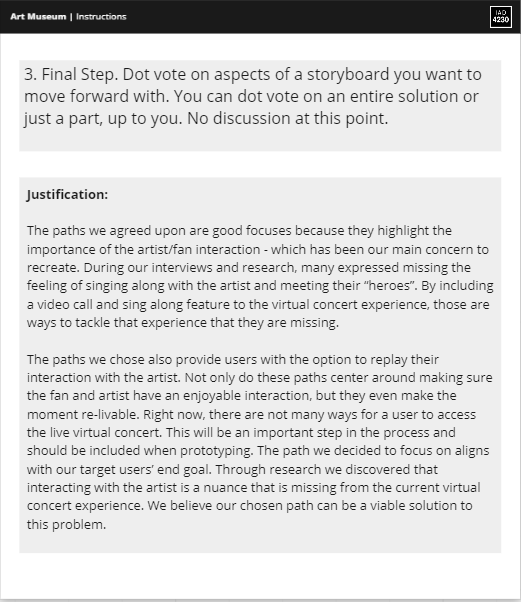 Art Museum | Instructions
IAD
4230
3. Final Step. Dot vote on aspects of a storyboard you want to
move forward with. You can dot vote on an entire solution or
just a part, up to you. No discussion at this point.
Justification:
The paths we agreed upon are good focuses because they highlight the
importance of the artist/fan interaction - which has been our main concern to
recreate. During our interviews and research, many expressed missing the
feeling of singing along with the artist and meeting their “heroes”. By including
a video call and sing along feature to the virtual concert experience, those are
ways to tackle that experience that they are missing.
The paths we chose also provide users with the option to replay their
interaction with the artist. Not only do these paths center around making sure
the fan and artist have an enjoyable interaction, but they even make the
moment re-livable. Right now, there are not many ways for a user to access
the live virtual concert. This will be an important step in the process and
should be included when prototyping. The path we decided to focus on aligns
with our target users’ end goal. Through research we discovered that
interacting with the artist is a nuance that is missing from the current virtual
concert experience. We believe our chosen path can be a viable solution to
this problem.